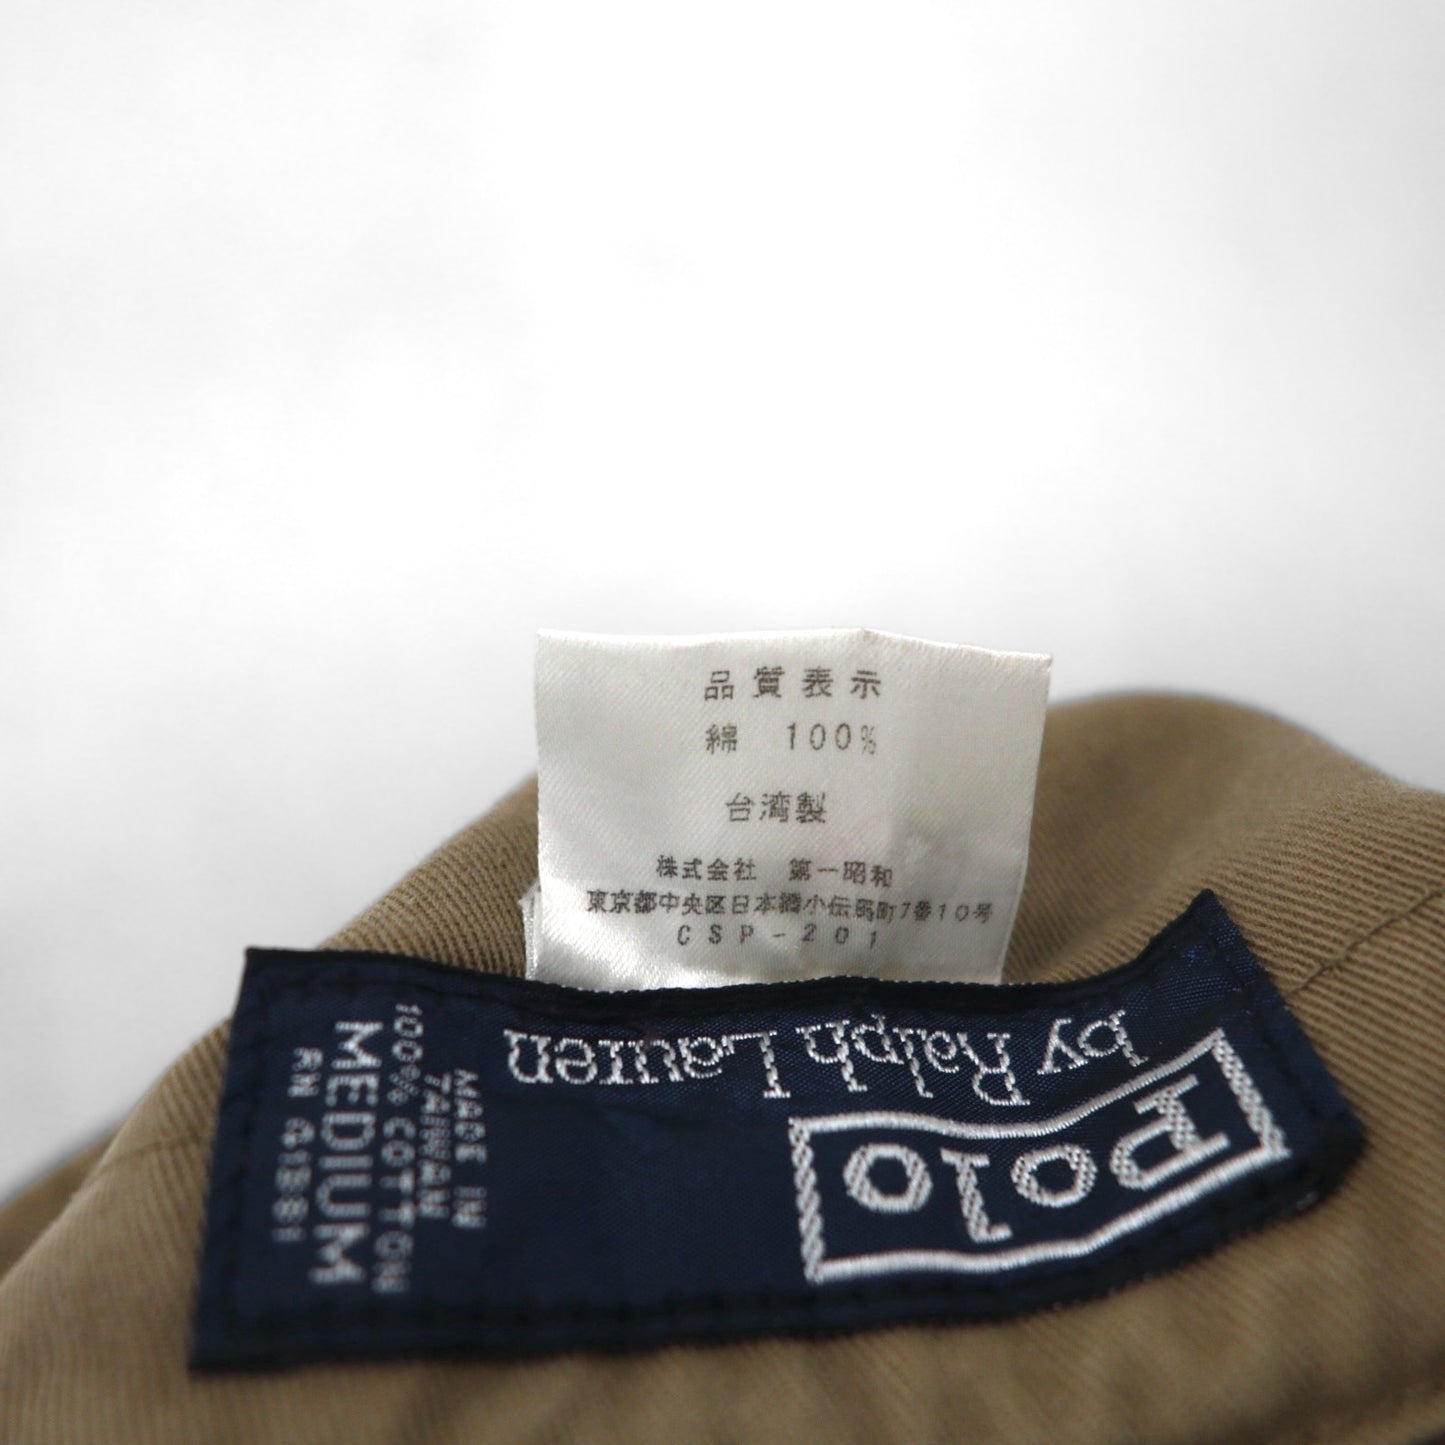 品質表示
綿 100%
台湾製
株式会社 第一昭和
東京都中央区日本橋小伝馬町7番10号
CSP-201
Polo
by Ralph Lauren
MADE IN
TAIWAN
100% COTTON
MEDIUM